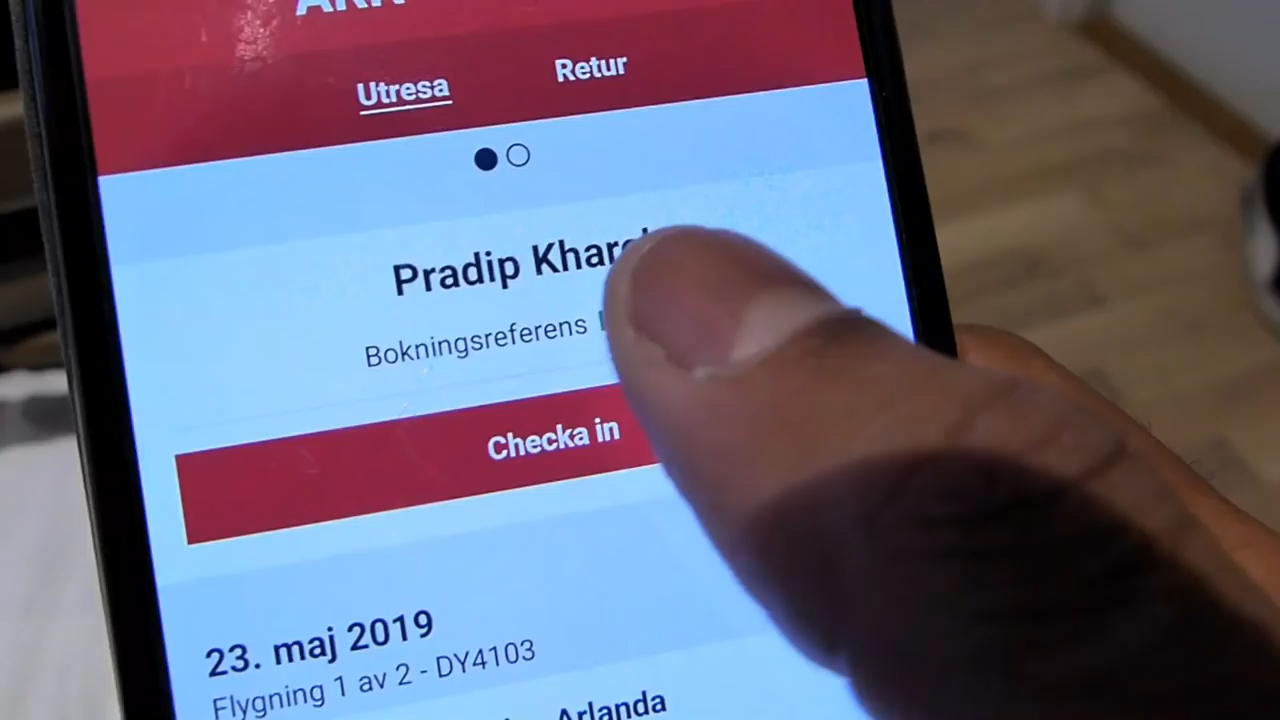 Utresa
Retur
Pradip
Bokningsreferens
Checka in
23. maj 2019
Flygning 1 av 2 - DY4103
Arlanda